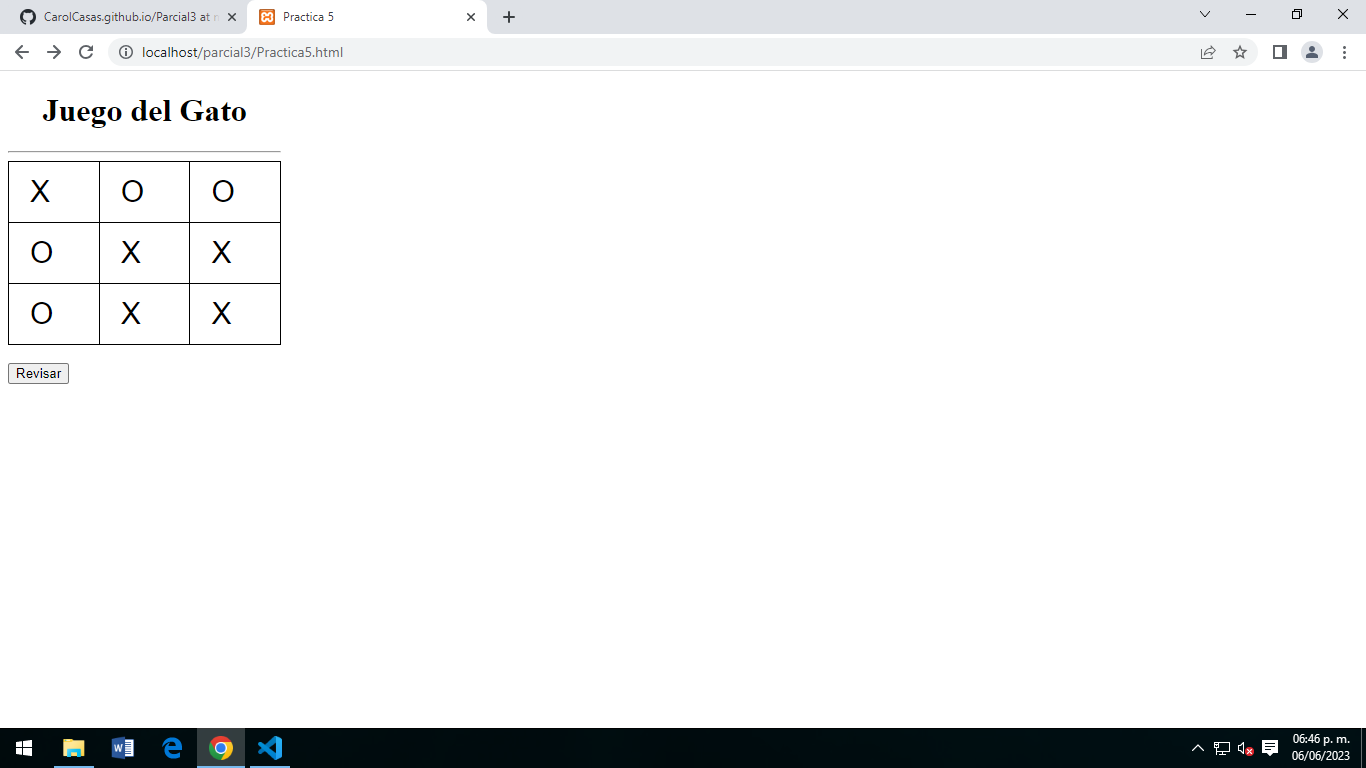 CarolCasas.github.io/Parcial3 at
Practica 5
localhost/parcial3/Practica5.html
Juego del Gato
X O O
O X X
O X X
Revisar
06:46 p. m.
06/06/2023